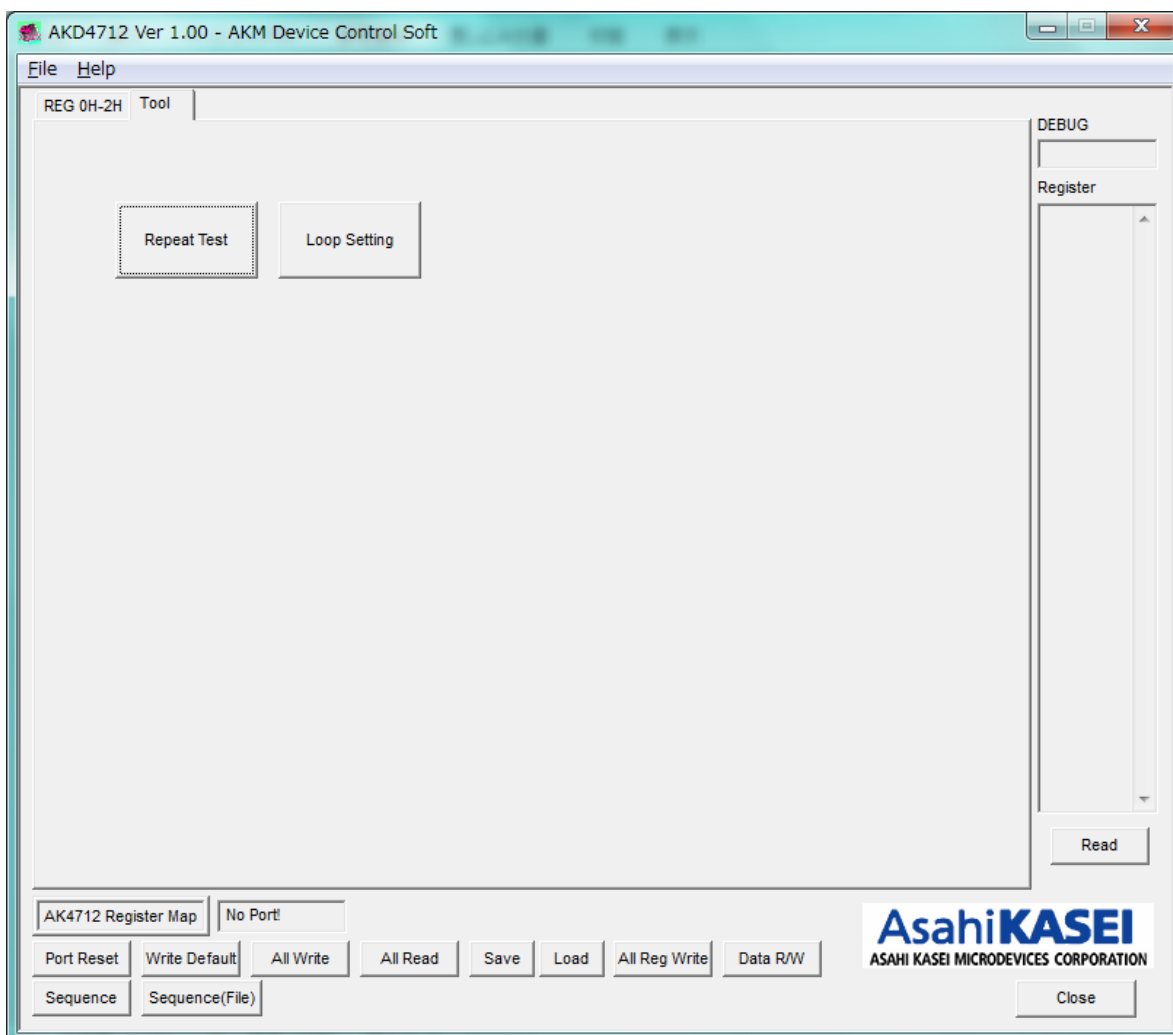 AKD4712 Ver 1.00 - AKM Device Control Soft
File Help
REG 0H-2H Tool
DEBUG
Register
Repeat Test Loop Setting
Read
AK4712 Register Map No Port!
AsahiKASEI
ASAHI KASEI MICRODEVICES CORPORATION
Port Reset Write Default All Write All Read Save Load All Reg Write Data R/W
Sequence Sequence(File) Close